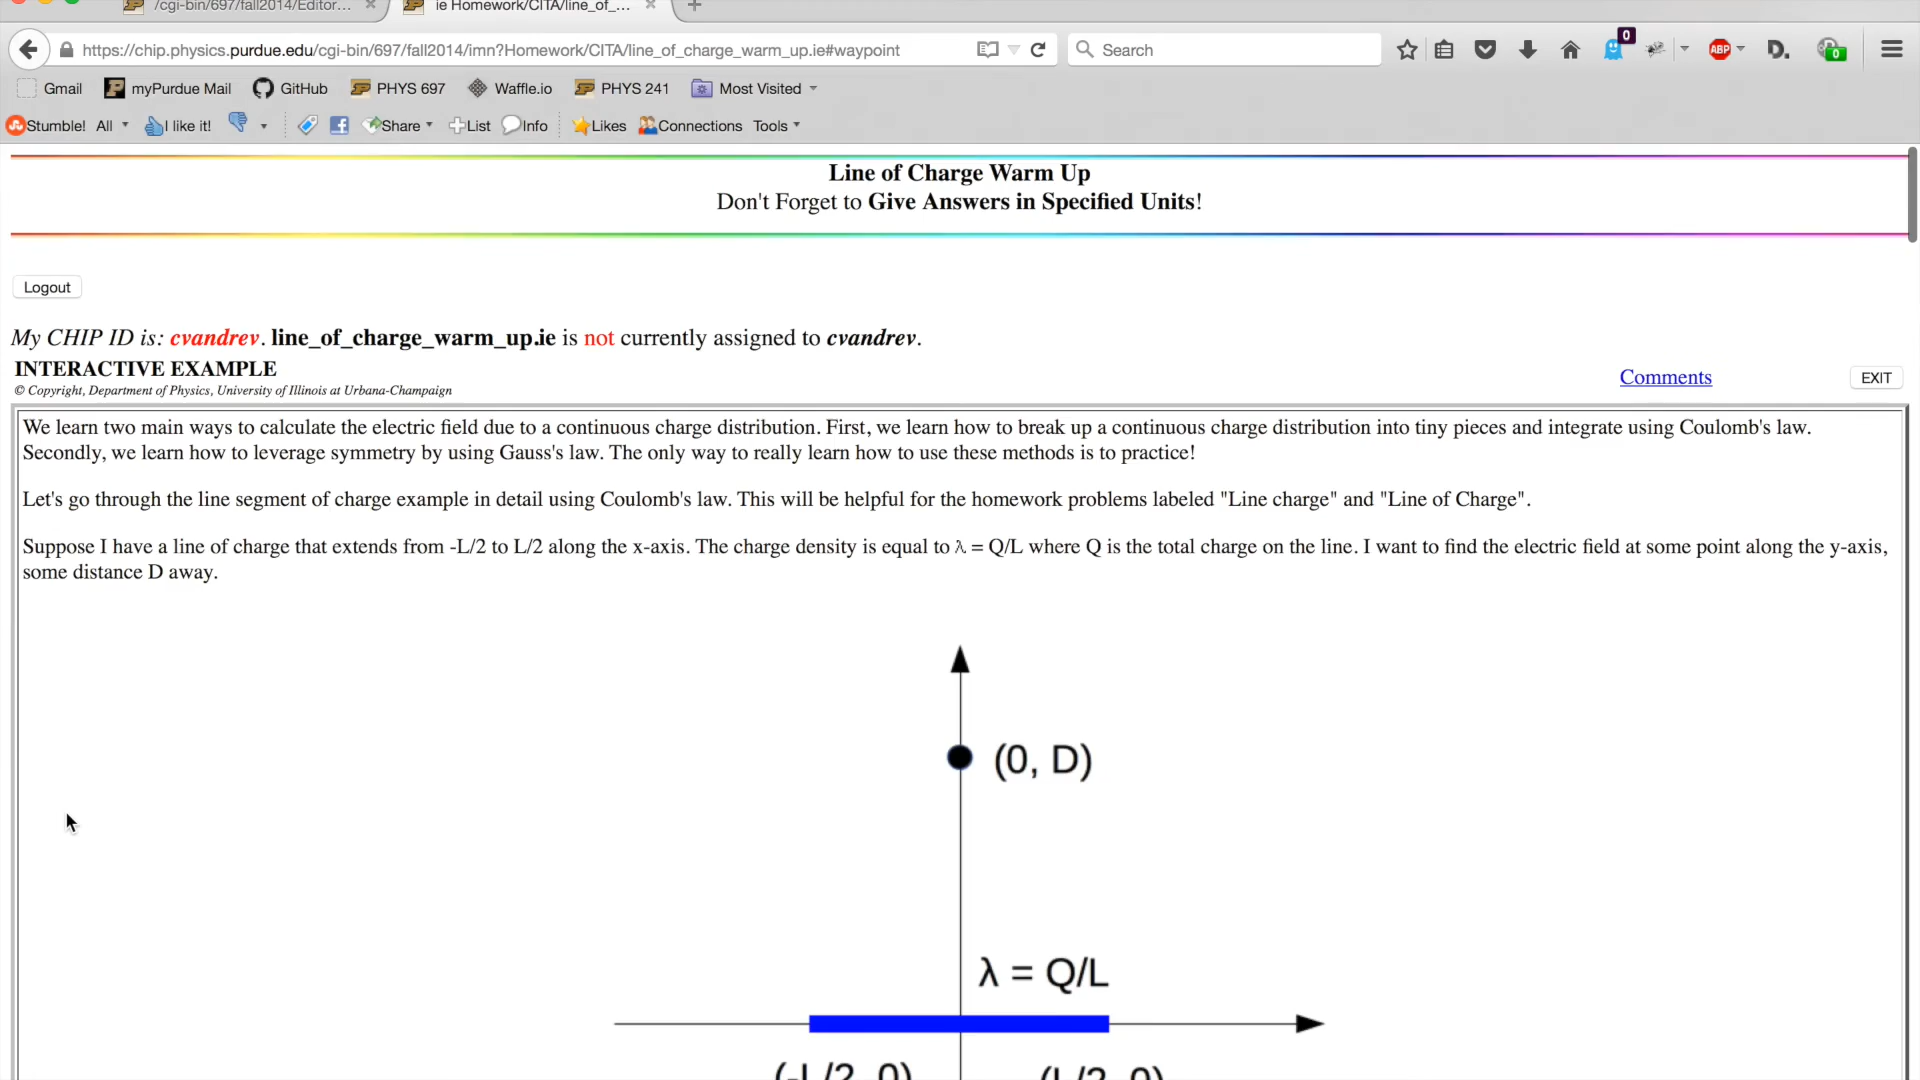 /cgi-bin/697/fall2014/Editor...
ie Homework/CITA/line_of_...
https://chip.physics.purdue.edu/cgi-bin/697/fall2014/imn?Homework/CITA/line_of_charge_warm_up.ie#waypoint
Search
0
ABP
D.
0
Gmail
myPurdue Mail
GitHub
PHYS 697
Waffle.io
PHYS 241
Most Visited
Stumble!
All
I like it!
Share
List
Info
Likes
Connections
Tools
Line of Charge Warm Up
Don't Forget to Give Answers in Specified Units!
Logout
My CHIP ID is: cvandrev. line_of_charge_warm_up.ie is not currently assigned to cvandrev.
INTERACTIVE EXAMPLE
© Copyright, Department of Physics, University of Illinois at Urbana-Champaign
Comments
EXIT
We learn two main ways to calculate the electric field due to a continuous charge distribution. First, we learn how to break up a continuous charge distribution into tiny pieces and integrate using Coulomb's law.
Secondly, we learn how to leverage symmetry by using Gauss's law. The only way to really learn how to use these methods is to practice!
Let's go through the line segment of charge example in detail using Coulomb's law. This will be helpful for the homework problems labeled "Line charge" and "Line of Charge".
Suppose I have a line of charge that extends from -L/2 to L/2 along the x-axis. The charge density is equal to λ = Q/L where Q is the total charge on the line. I want to find the electric field at some point along the y-axis,
some distance D away.
(0, D)
λ = Q/L
(-L/2, 0)
(L/2, 0)